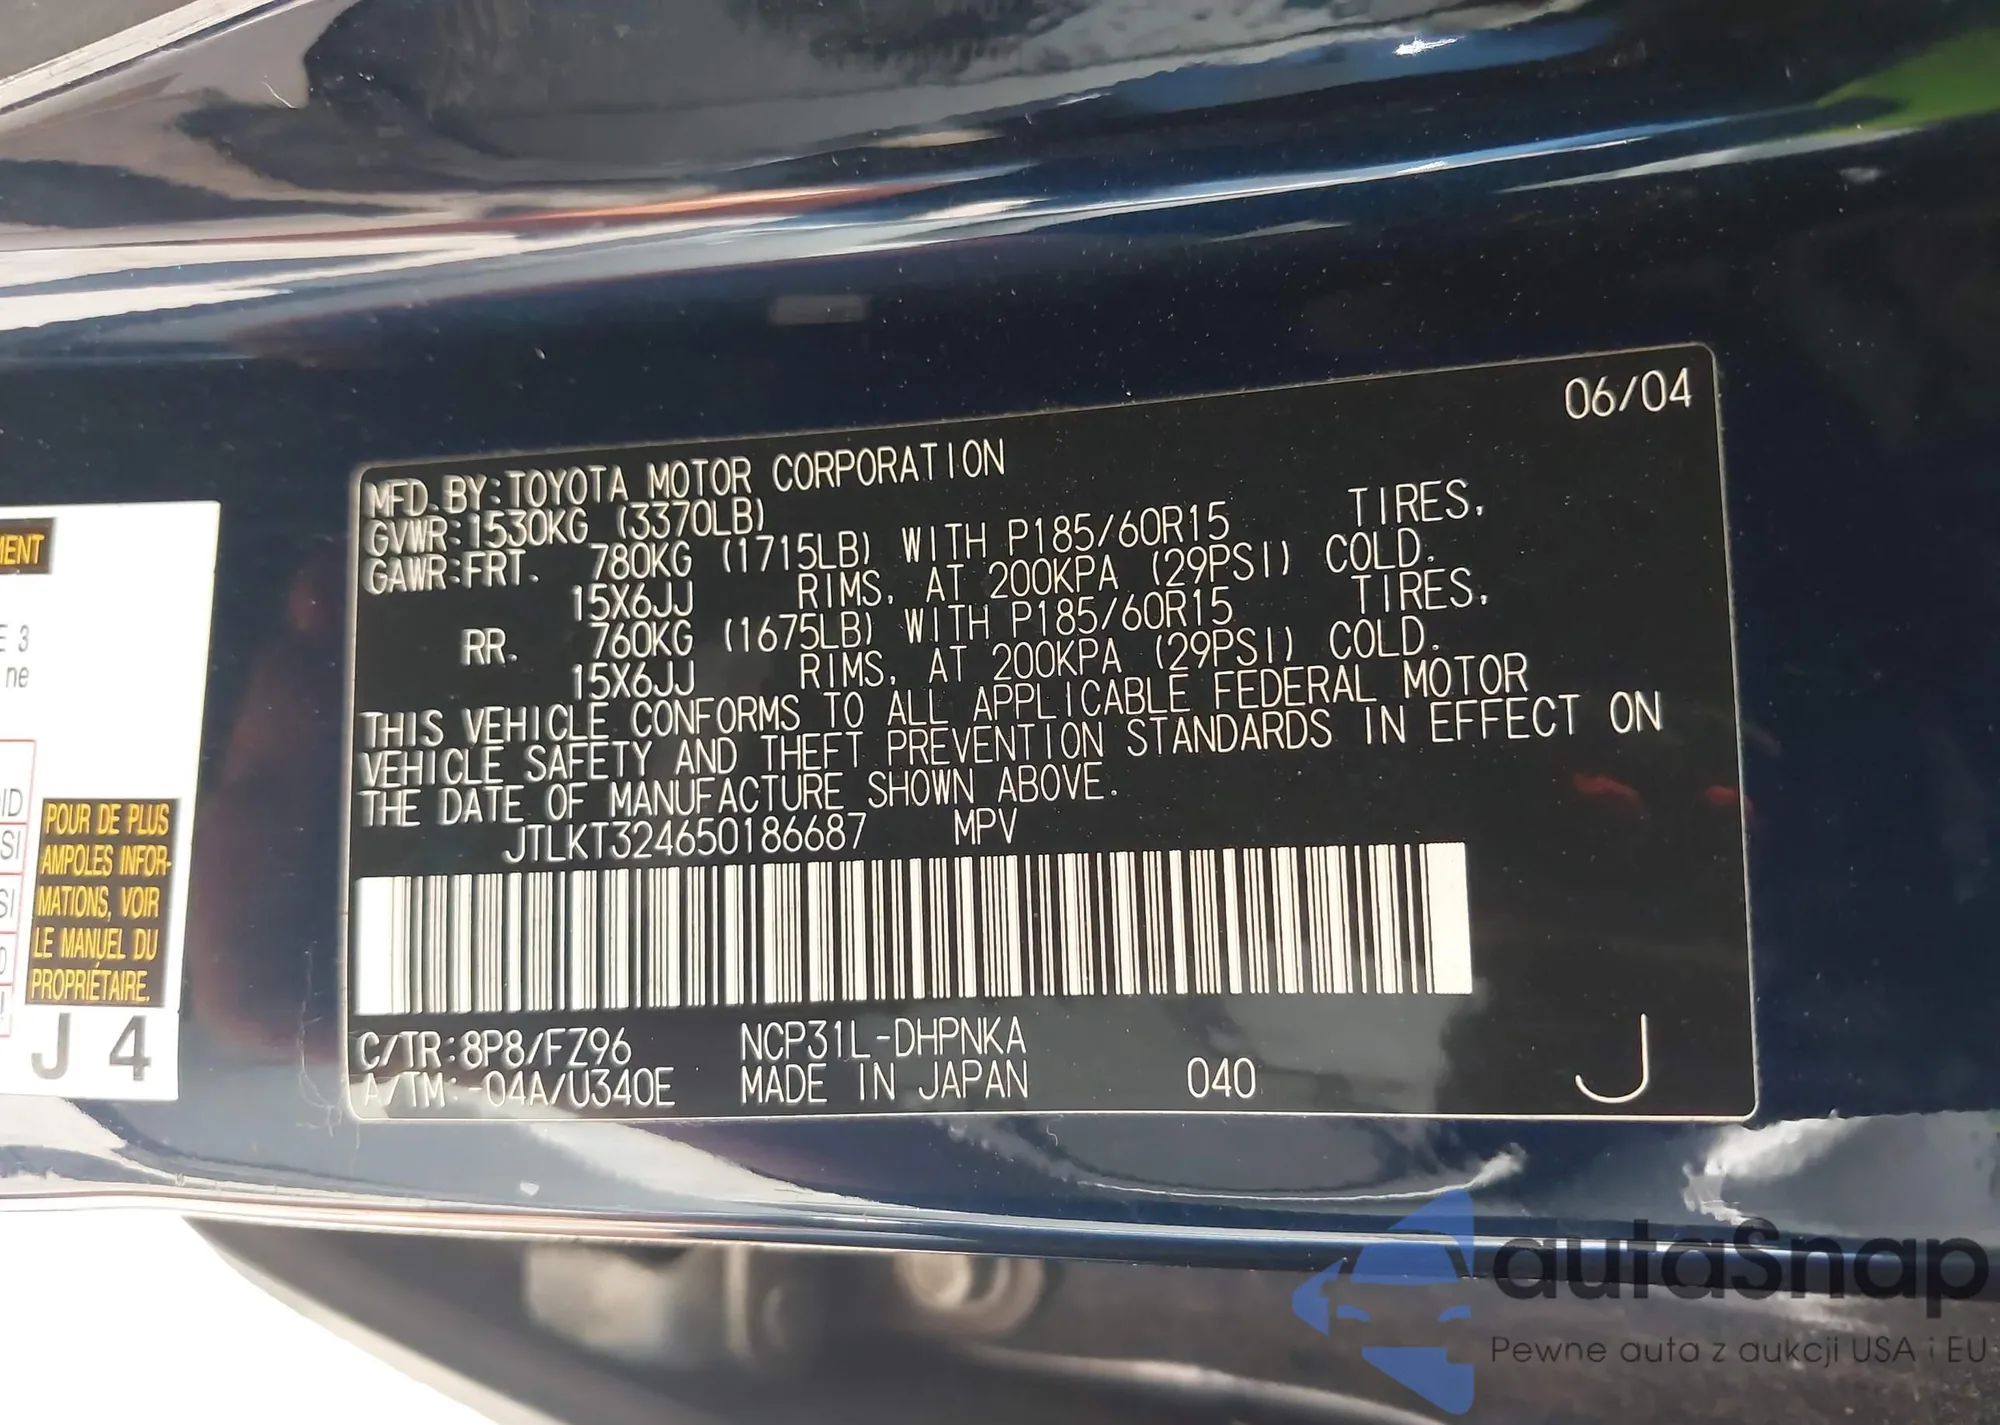 06/04
MFD.BY:TOYOTA MOTOR CORPORATION
GVWR:1530KG (3370LB)
GAWR:FRT. 780KG (1715LB) WITH P185/60R15 TIRES,
15X6JJ RIMS, AT 200KPA (29PSI) COLD.
RR. 760KG (1675LB) WITH P185/60R15 TIRES,
15X6JJ RIMS, AT 200KPA (29PSI) COLD.
THIS VEHICLE CONFORMS TO ALL APPLICABLE FEDERAL MOTOR
VEHICLE SAFETY AND THEFT PREVENTION STANDARDS IN EFFECT ON
THE DATE OF MANUFACTURE SHOWN ABOVE.
JTLKT324650186687 MPV
C/TR:8P8/FZ96 NCP31L-DHPNKA
A/TM:-04A/U340E MADE IN JAPAN 040 J
MENT
E 3
ne
POUR DE PLUS
AMPOLES INFOR-
MATIONS, VOIR
LE MANUEL DU
PROPRIÉTAIRE.
J 4
autaSnap
Pewne auta z aukcji USA i EU